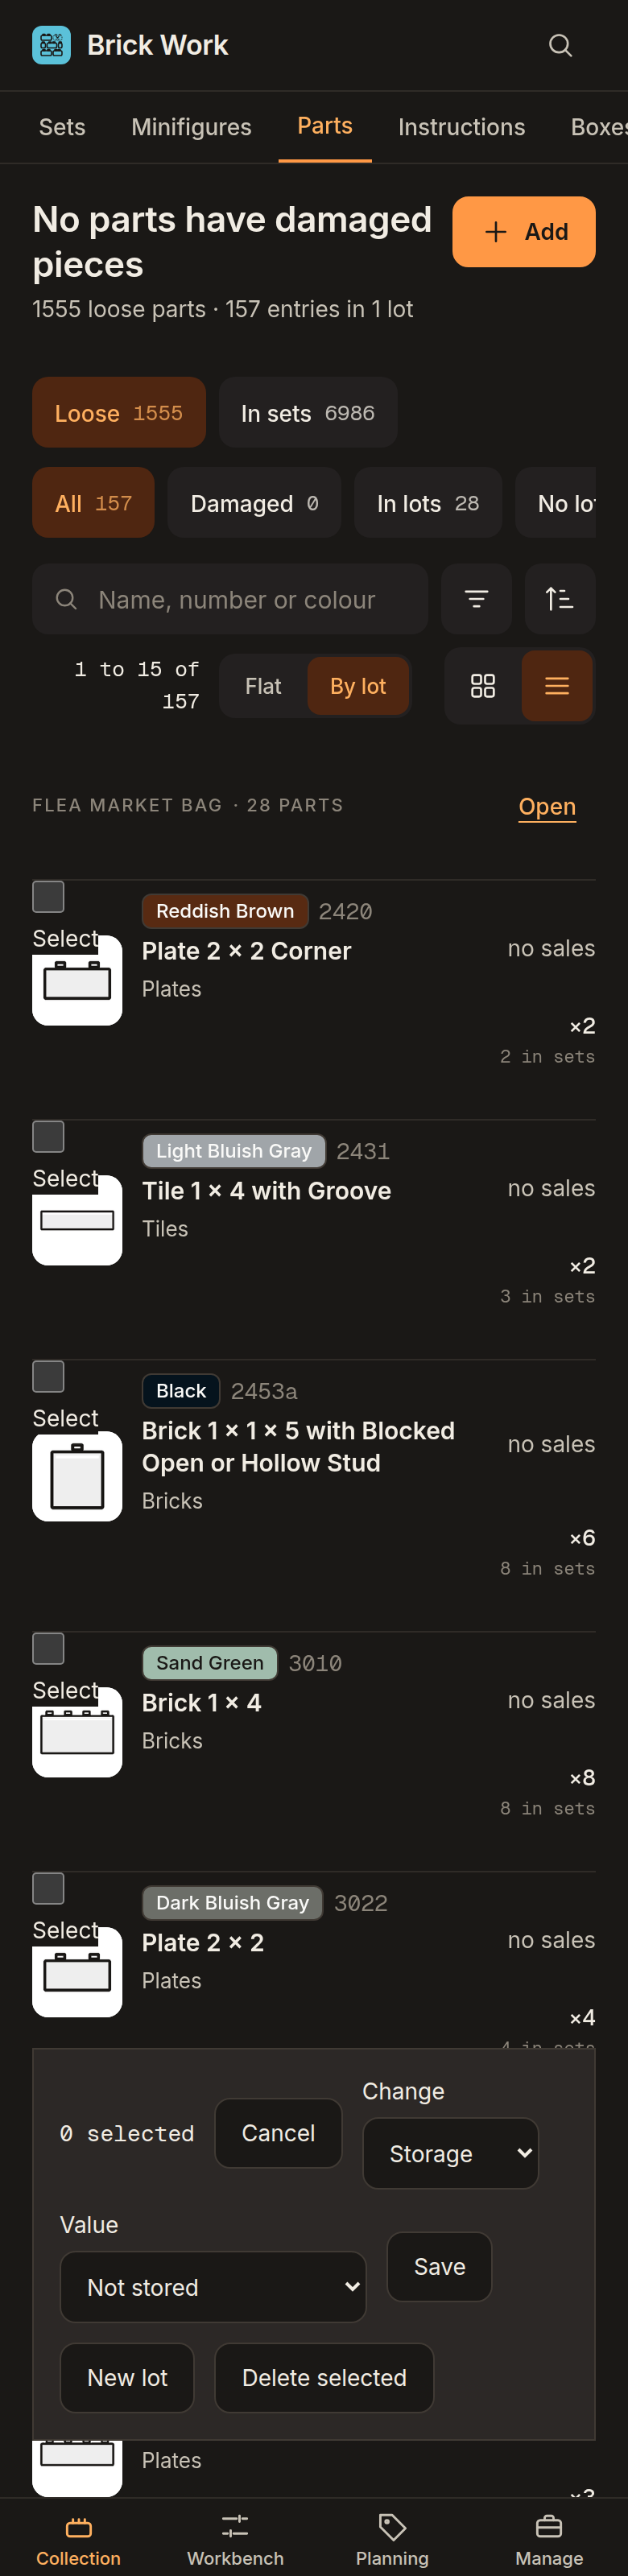 Brick Work
Sets Minifigures Parts Instructions Boxes
No parts have damaged
pieces
Add
1555 loose parts · 157 entries in 1 lot
Loose 1555 In sets 6986
All 157 Damaged 0 In lots 28 No lot
Name, number or colour
1 to 15 of
157
Flat By lot
FLEA MARKET BAG · 28 PARTS Open
Select
Reddish Brown 2420
Plate 2 × 2 Corner
Plates
no sales
×2
2 in sets
Select
Light Bluish Gray 2431
Tile 1 × 4 with Groove
Tiles
no sales
×2
3 in sets
Select
Black 2453a
Brick 1 × 1 × 5 with Blocked
Open or Hollow Stud
Bricks
no sales
×6
8 in sets
Select
Sand Green 3010
Brick 1 × 4
Bricks
no sales
×8
8 in sets
Select
Dark Bluish Gray 3022
Plate 2 × 2
Plates
no sales
×4
4 in sets
0 selected
Cancel
Change
Storage
Value
Not stored
Save
New lot Delete selected
Plates
×3
Collection Workbench Planning Manage